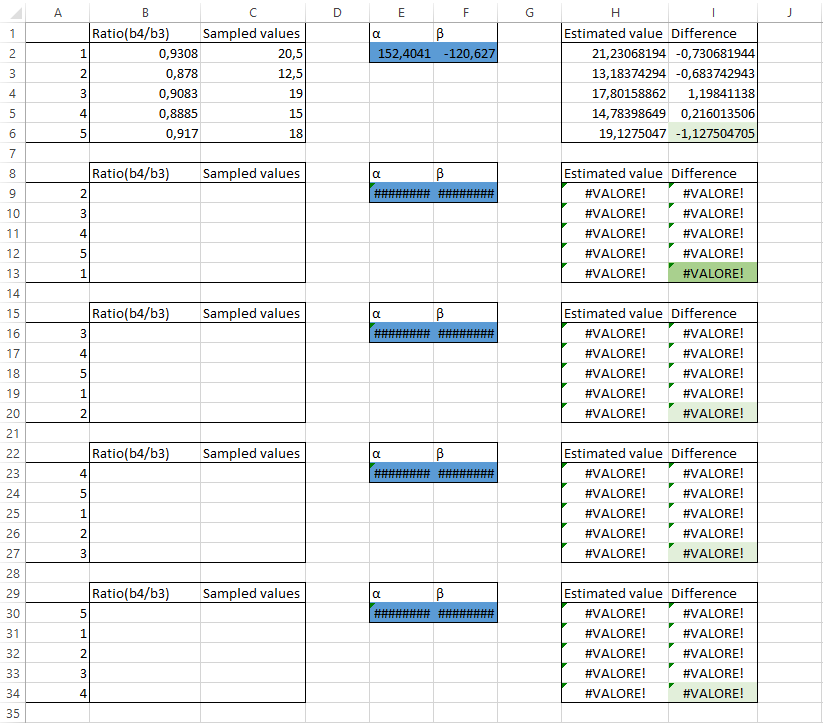 A B C D E F G H I J
1 Ratio(b4/b3) Sampled values α β Estimated value Difference
2 1 0,9308 20,5 152,4041 -120,627 21,23068194 -0,730681944
3 2 0,878 12,5 13,18374294 -0,683742943
4 3 0,9083 19 17,80158862 1,19841138
5 4 0,8885 15 14,78398649 0,216013506
6 5 0,917 18 19,1275047 -1,127504705
7
8 Ratio(b4/b3) Sampled values α β Estimated value Difference
9 2 ######## ######## #VALORE! #VALORE!
10 3 #VALORE! #VALORE!
11 4 #VALORE! #VALORE!
12 5 #VALORE! #VALORE!
13 1 #VALORE! #VALORE!
14
15 Ratio(b4/b3) Sampled values α β Estimated value Difference
16 3 ######## ######## #VALORE! #VALORE!
17 4 #VALORE! #VALORE!
18 5 #VALORE! #VALORE!
19 1 #VALORE! #VALORE!
20 2 #VALORE! #VALORE!
21
22 Ratio(b4/b3) Sampled values α β Estimated value Difference
23 4 ######## ######## #VALORE! #VALORE!
24 5 #VALORE! #VALORE!
25 1 #VALORE! #VALORE!
26 2 #VALORE! #VALORE!
27 3 #VALORE! #VALORE!
28
29 Ratio(b4/b3) Sampled values α β Estimated value Difference
30 5 ######## ######## #VALORE! #VALORE!
31 1 #VALORE! #VALORE!
32 2 #VALORE! #VALORE!
33 3 #VALORE! #VALORE!
34 4 #VALORE! #VALORE!
35